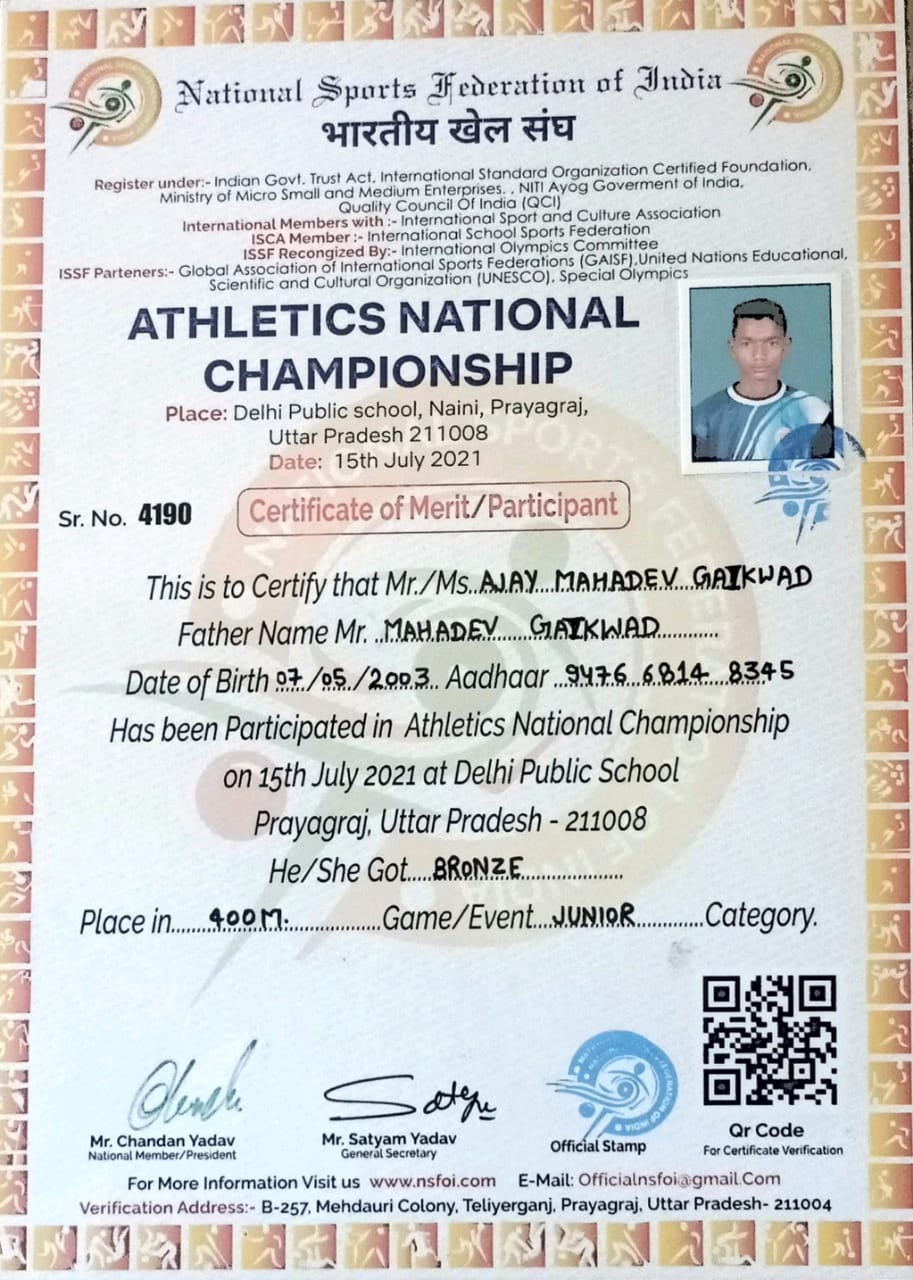 National Sports Federation of India
भारतीय खेल संघ
Register under:- Indian Govt. Trust Act, International Standard Organization Certified Foundation,
Ministry of Micro Small and Medium Enterprises. , NITI Ayog Goverment of India,
Quality Council Of India (QCI)
International Members with :- International Sport and Culture Association
ISCA Member :- International School Sports Federation
ISSF Recongized By:- International Olympics Committee
ISSF Parteners:- Global Association of International Sports Federations (GAISF),United Nations Educational,
Scientific and Cultural Organization (UNESCO), Special Olympics
ATHLETICS NATIONAL
CHAMPIONSHIP
Place: Delhi Public school, Naini, Prayagraj,
Uttar Pradesh 211008
Date: 15th July 2021
Sr. No. 4190
Certificate of Merit/Participant
This is to Certify that Mr./Ms..AJAY...MAHADEV...GAIKWAD
Father Name Mr. ..MAHADEV......GAIKWAD............
Date of Birth 07/05/2003.. Aadhaar ...9476...6814...8345
Has been Participated in Athletics National Championship
on 15th July 2021 at Delhi Public School
Prayagraj, Uttar Pradesh - 211008
He/She Got.....BRONZE....................
Place in.......400M..................Game/Event...JUNIOR............Category.
Mr. Chandan Yadav
National Member/President
Mr. Satyam Yadav
General Secretary
Official Stamp
Qr Code
For Certificate Verification
For More Information Visit us www.nsfoi.com E-Mail: Officialnsfoi@gmail.Com
Verification Address:- B-257, Mehdauri Colony, Teliyerganj, Prayagraj, Uttar Pradesh- 211004